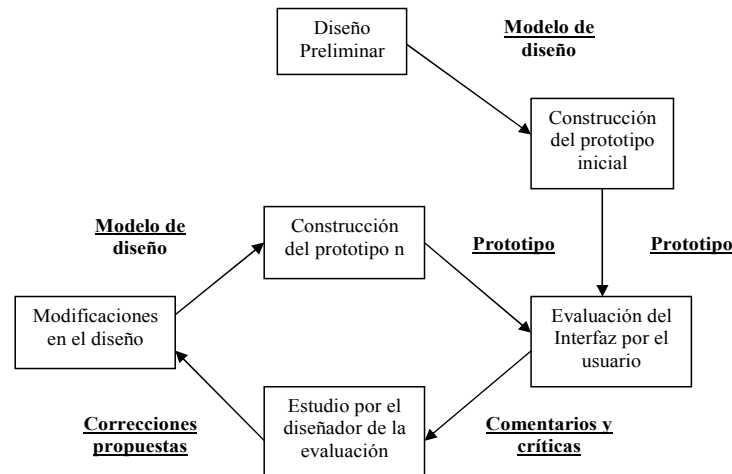 Diseño
Preliminar
Modelo de
diseño
Construcción
del prototipo
inicial
Modelo de
diseño
Construcción
del prototipo n
Prototipo
Prototipo
Modificaciones
en el diseño
Evaluación del
Interfaz por el
usuario
Correcciones
propuestas
Estudio por el
diseñador de la
evaluación
Comentarios y
críticas